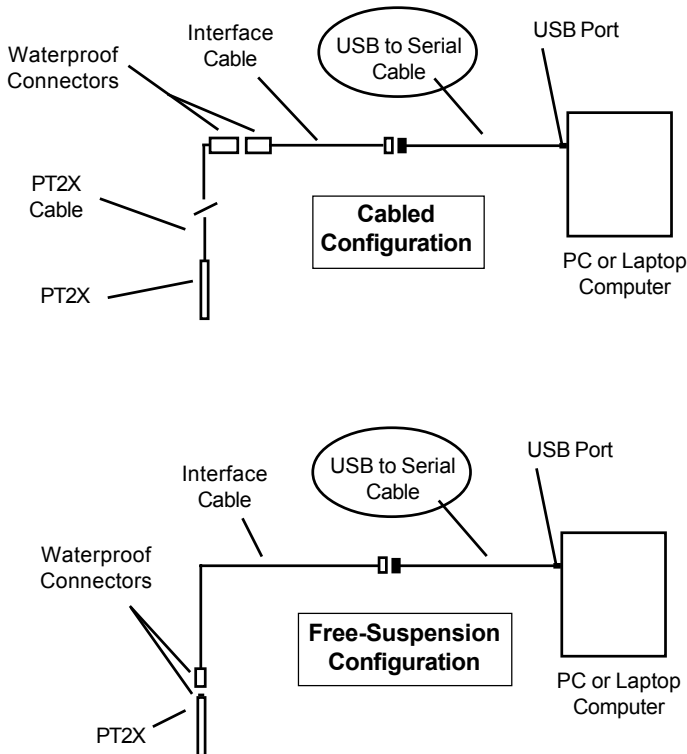 Waterproof
Connectors
Interface
Cable
USB to Serial
Cable
USB Port
PT2X
Cable
Cabled
Configuration
PC or Laptop
Computer
PT2X
Interface
Cable
USB to Serial
Cable
USB Port
Waterproof
Connectors
Free-Suspension
Configuration
PC or Laptop
Computer
PT2X